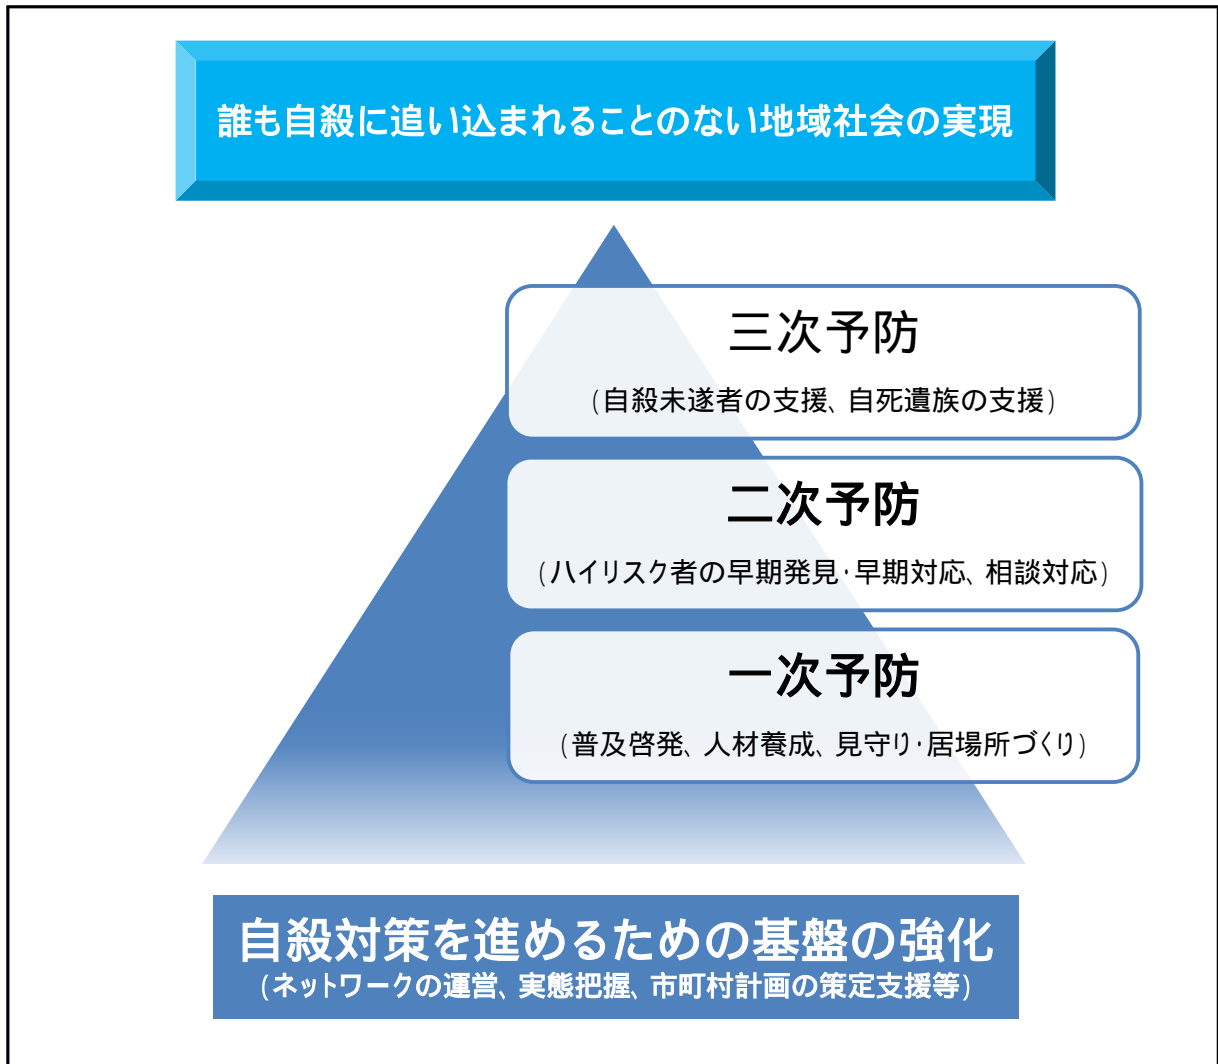 誰も自殺に追い込まれることのない地域社会の実現
三次予防
(自殺未遂者の支援、自死遺族の支援)
二次予防
(ハイリスク者の早期発見・早期対応、相談対応)
一次予防
(普及啓発、人材養成、見守り・居場所づくり)
自殺対策を進めるための基盤の強化
(ネットワークの運営、実態把握、市町村計画の策定支援等)